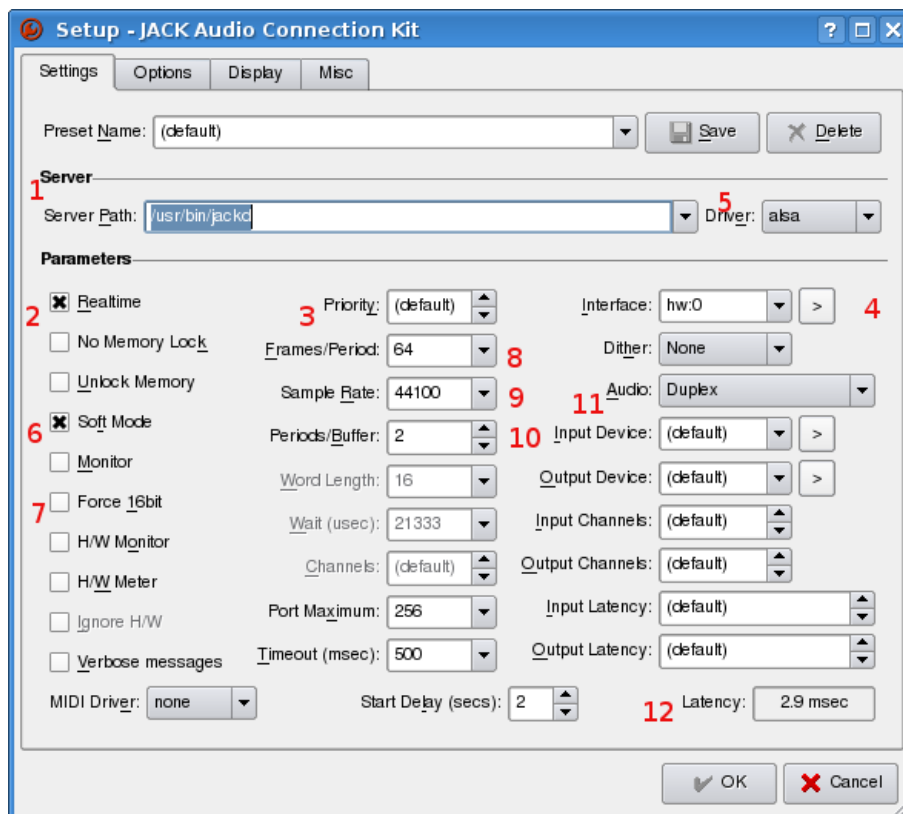 Setup - JACK Audio Connection Kit
Settings Options Display Misc
Preset Name: (default) Save Delete
Server
1
5
Server Path: /usr/bin/jackd Driver: alsa
Parameters
2 Realtime 3 Priority: (default) Interface: hw:0 > 4
No Memory Lock Frames/Period: 64 8 Dither: None
Unlock Memory Sample Rate: 44100 9 11 Audio: Duplex
6 Soft Mode Periods/Buffer: 2 10 Input Device: (default) >
Monitor Word Length: 16 Output Device: (default) >
7 Force 16bit Wait (usec): 21333 Input Channels: (default)
H/W Monitor Channels: (default) Output Channels: (default)
H/W Meter Port Maximum: 256 Input Latency: (default)
Ignore H/W
Verbose messages Timeout (msec): 500 Output Latency: (default)
MIDI Driver: none Start Delay (secs): 2 12 Latency: 2.9 msec
OK Cancel